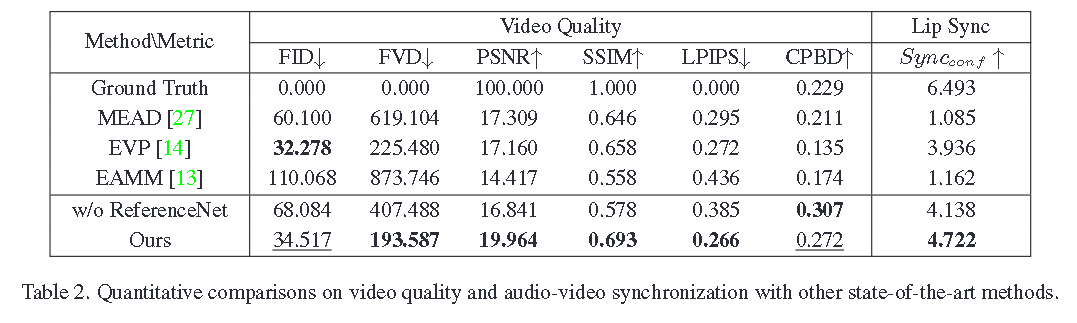 Method\Metric Video Quality Lip Sync
FID↓ FVD↓ PSNR↑ SSIM↑ LPIPS↓ CPBD↑ Sync_conf ↑
Ground Truth 0.000 0.000 100.000 1.000 0.000 0.229 6.493
MEAD [27] 60.100 619.104 17.309 0.646 0.295 0.211 1.085
EVP [14] 32.278 225.480 17.160 0.658 0.272 0.135 3.936
EAMM [13] 110.068 873.746 14.417 0.558 0.436 0.174 1.162
w/o ReferenceNet 68.084 407.488 16.841 0.578 0.385 0.307 4.138
Ours 34.517 193.587 19.964 0.693 0.266 0.272 4.722
Table 2. Quantitative comparisons on video quality and audio-video synchronization with other state-of-the-art methods.